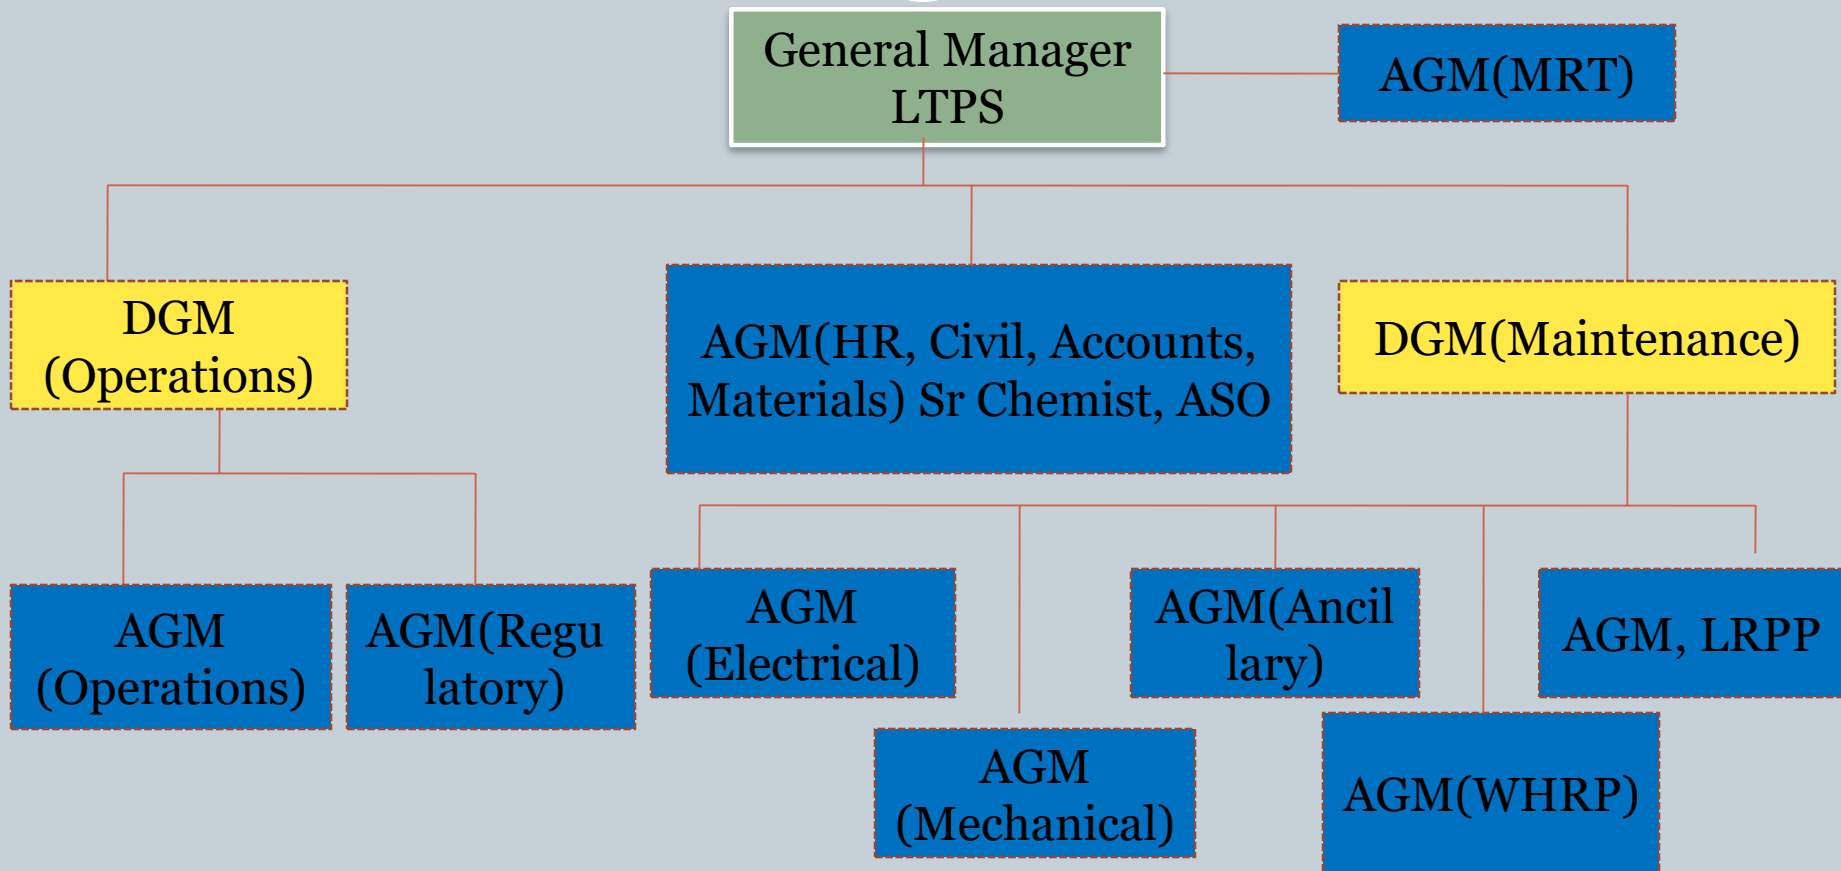 General Manager
LTPS
AGM(MRT)
DGM
(Operations)
AGM(HR, Civil, Accounts,
Materials) Sr Chemist, ASO
DGM(Maintenance)
AGM
(Operations)
AGM(Regu
latory)
AGM
(Electrical)
AGM(Ancil
lary)
AGM, LRPP
AGM
(Mechanical)
AGM(WHRP)